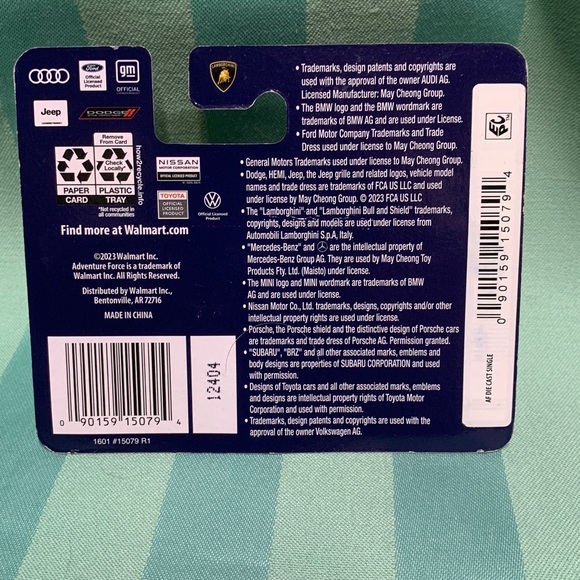 Ford
Official
Licensed
Product
gm
OFFICIAL
Jeep
DODGE
LAMBORGHINI
Remove
From Card
Check
Locally*
PAPER
CARD
PLASTIC
TRAY
*Not recycled in
all communities
how2recycle.info
NISSAN
MOTOR CORPORATION
OFFICIAL LICENSED PRODUCT
TOYOTA
OFFICIAL
LICENSED
PRODUCT
Official Licensed
Product
Find more at Walmart.com
©2023 Walmart Inc.
Adventure Force is a trademark of
Walmart Inc. All Rights Reserved.
Distributed by Walmart Inc.,
Bentonville, AR 72716
MADE IN CHINA
0 90159 15079 4
1601 #15079 R1
12404
• Trademarks, design patents and copyrights are
used with the approval of the owner AUDI AG.
Licensed Manufacturer: May Cheong Group.
• The BMW logo and the BMW wordmark are
trademarks of BMW AG and are used under License.
• Ford Motor Company Trademarks and Trade
Dress used under license to May Cheong Group.
• General Motors Trademarks used under license to May Cheong Group.
• Dodge, HEMI, Jeep, the Jeep grille and related logos, vehicle model
names and trade dress are trademarks of FCA US LLC and used
under license by May Cheong Group. © 2023 FCA US LLC
• The "Lamborghini" and "Lamborghini Bull and Shield" trademarks,
copyrights, designs and models are used under license from
Automobili Lamborghini S.p.A, Italy.
• "Mercedes-Benz" and are the intellectual property of
Mercedes-Benz Group AG. They are used by May Cheong Toy
Products Fty. Ltd. (Maisto) under license.
• The MINI logo and MINI wordmark are trademarks of BMW
AG and are used under license.
• Nissan Motor Co., Ltd. trademarks, designs, copyrights and/or other
intellectual property rights used under license.
• Porsche, the Porsche shield and the distinctive design of Porsche cars
are trademarks and trade dress of Porsche AG. Permission granted.
• "SUBARU", "BRZ" and all other associated marks, emblems and
body designs are properties of SUBARU CORPORATION and used
with permission.
• Designs of Toyota cars and all other associated marks, emblems
and designs are intellectual property rights of Toyota Motor
Corporation and used with permission.
• Trademarks, design patents and copyrights are used with the
approval of the owner Volkswagen AG.
EPC
0 90159 15079 4
AF DIE CAST SINGLE